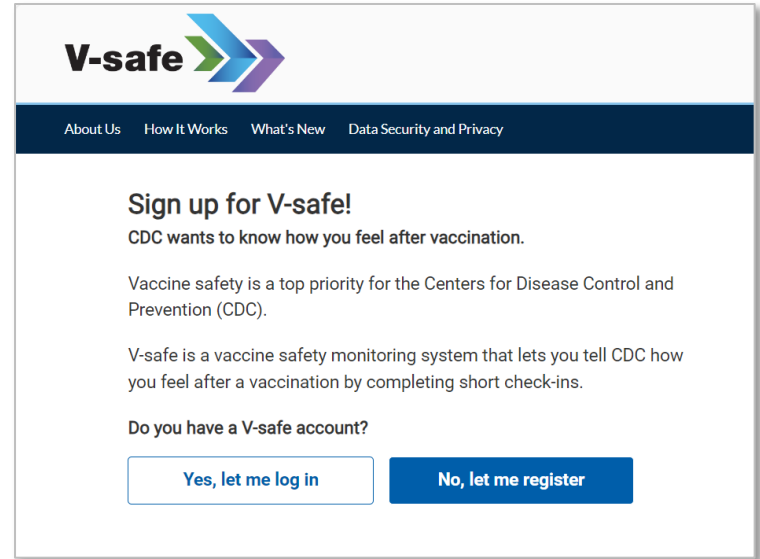 V-safe
About Us How It Works What's New Data Security and Privacy
Sign up for V-safe!
CDC wants to know how you feel after vaccination.
Vaccine safety is a top priority for the Centers for Disease Control and
Prevention (CDC).
V-safe is a vaccine safety monitoring system that lets you tell CDC how
you feel after a vaccination by completing short check-ins.
Do you have a V-safe account?
Yes, let me log in No, let me register